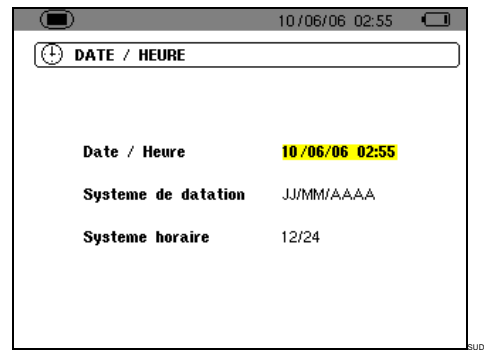 10/06/06 02:55
DATE / HEURE
Date / Heure 10/06/06 02:55
Systeme de datation JJ/MM/AAAA
Systeme horaire 12/24
SUD